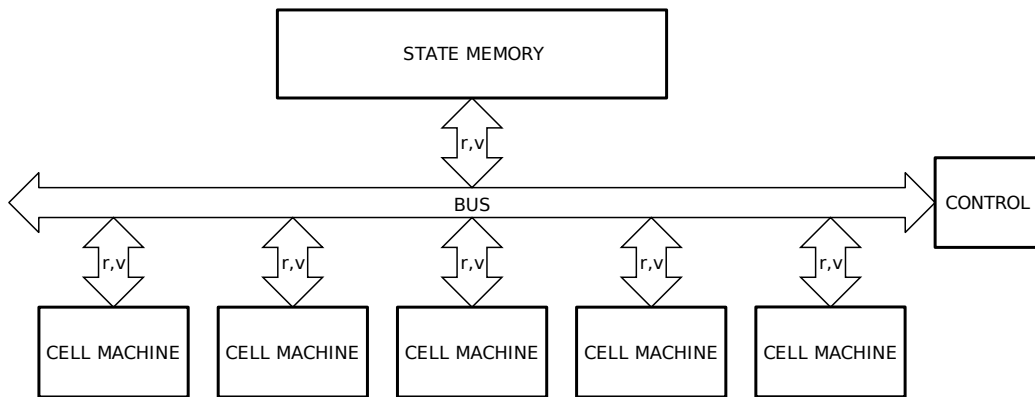 STATE MEMORY
r,v
BUS
CONTROL
r,v
r,v
r,v
r,v
r,v
CELL MACHINE
CELL MACHINE
CELL MACHINE
CELL MACHINE
CELL MACHINE